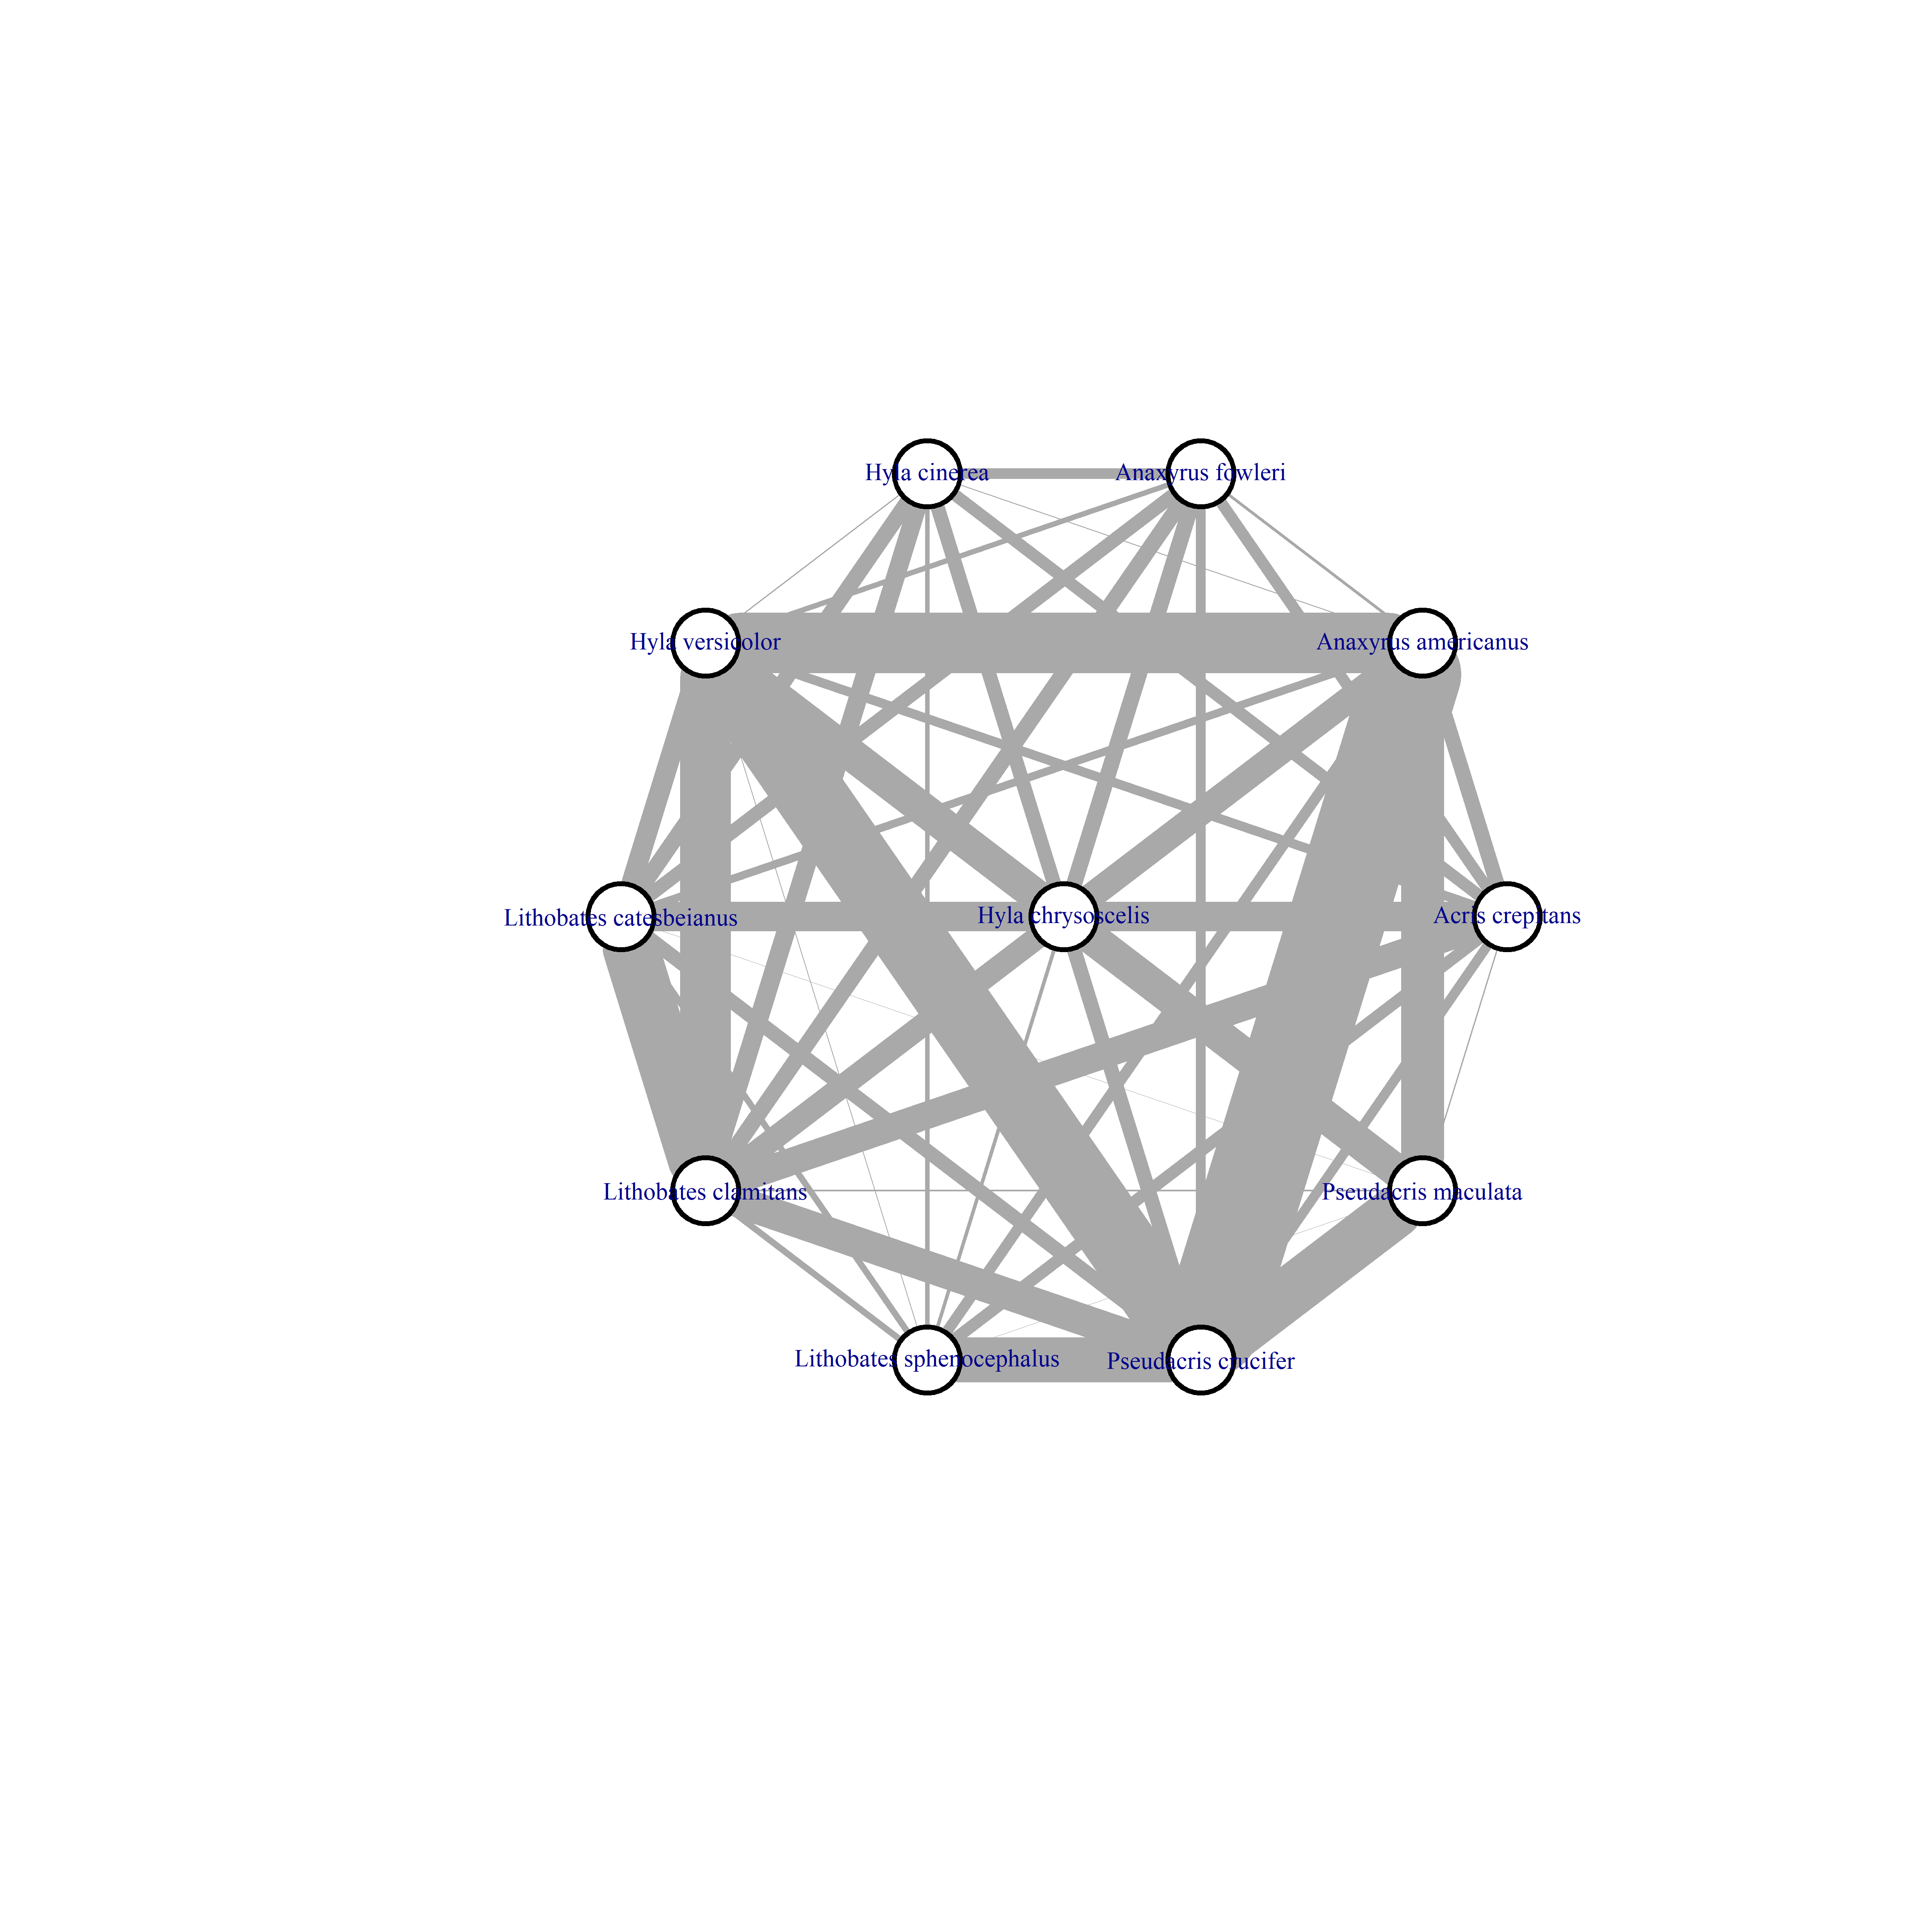 Hyla cinerea
Anaxyrus fowleri
Hyla versicolor
Anaxyrus americanus
Lithobates catesbeianus
Hyla chrysoscelis
Acris crepitans
Lithobates clamitans
Pseudacris maculata
Lithobates sphenocephalus
Pseudacris crucifer